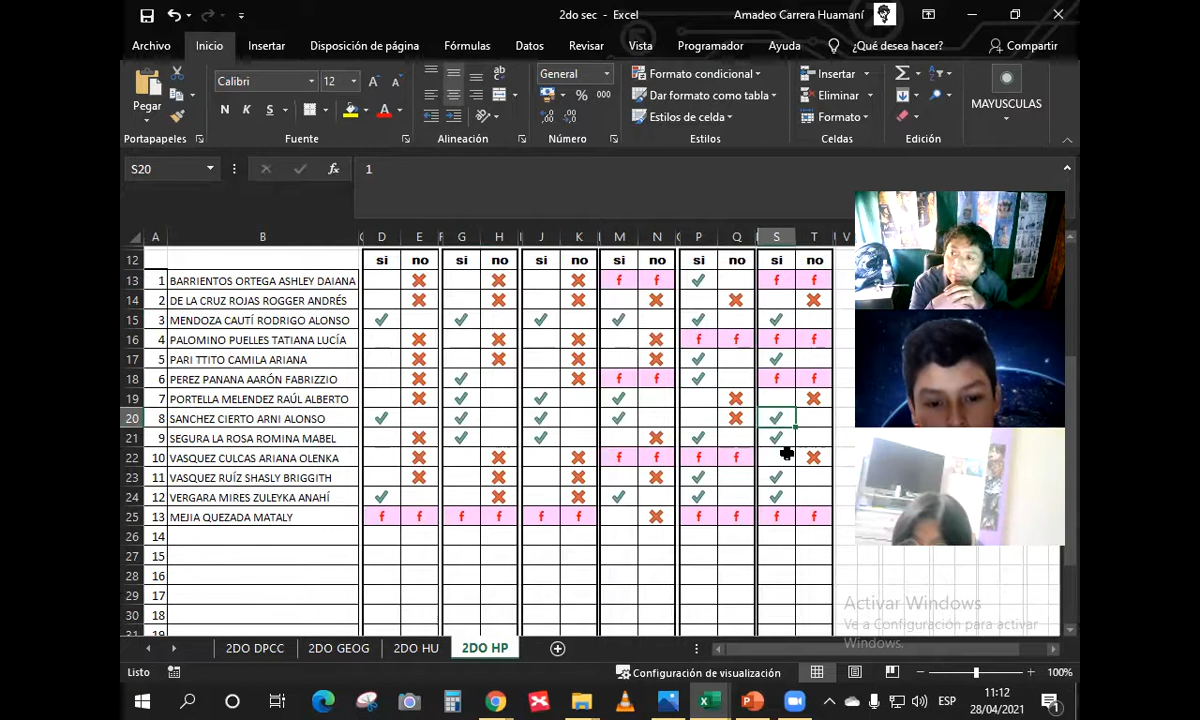 2do sec - Excel
Amadeo Carrera Huamaní
Archivo Inicio Insertar Disposición de página Fórmulas Datos Revisar Vista Programador Ayuda ¿Qué desea hacer? Compartir
Pegar
Calibri 12
N K S
General
% 000
Formato condicional
Dar formato como tabla
Estilos de celda
Insertar
Eliminar
Formato
MAYUSCULAS
Portapapeles Fuente Alineación Número Estilos Celdas Edición
S20 fx 1
A B C D E F G H I J K L M N O P Q R S T U V
12 si no si no si no si no si no si no
13 1 BARRIENTOS ORTEGA ASHLEY DAIANA f f f f
14 2 DE LA CRUZ ROJAS ROGGER ANDRÉS
15 3 MENDOZA CAUTÍ RODRIGO ALONSO
16 4 PALOMINO PUELLES TATIANA LUCÍA f f f f
17 5 PARI TTITO CAMILA ARIANA
18 6 PEREZ PANANA AARÓN FABRIZZIO f f f f
19 7 PORTELLA MELENDEZ RAÚL ALBERTO
20 8 SANCHEZ CIERTO ARNI ALONSO
21 9 SEGURA LA ROSA ROMINA MABEL
22 10 VASQUEZ CULCAS ARIANA OLENKA f f f f
23 11 VASQUEZ RUÍZ SHASLY BRIGGITH
24 12 VERGARA MIRES ZULEYKA ANAHÍ
25 13 MEJIA QUEZADA MATALY f f f f f f f f f f
26 14
27 15
28 16
29 17
30 18
31 19
Activar Windows
Ve a Configuración para activar
Windows.
2DO DPCC 2DO GEOG 2DO HU 2DO HP
Listo Configuración de visualización 100%
ESP 11:12
28/04/2021